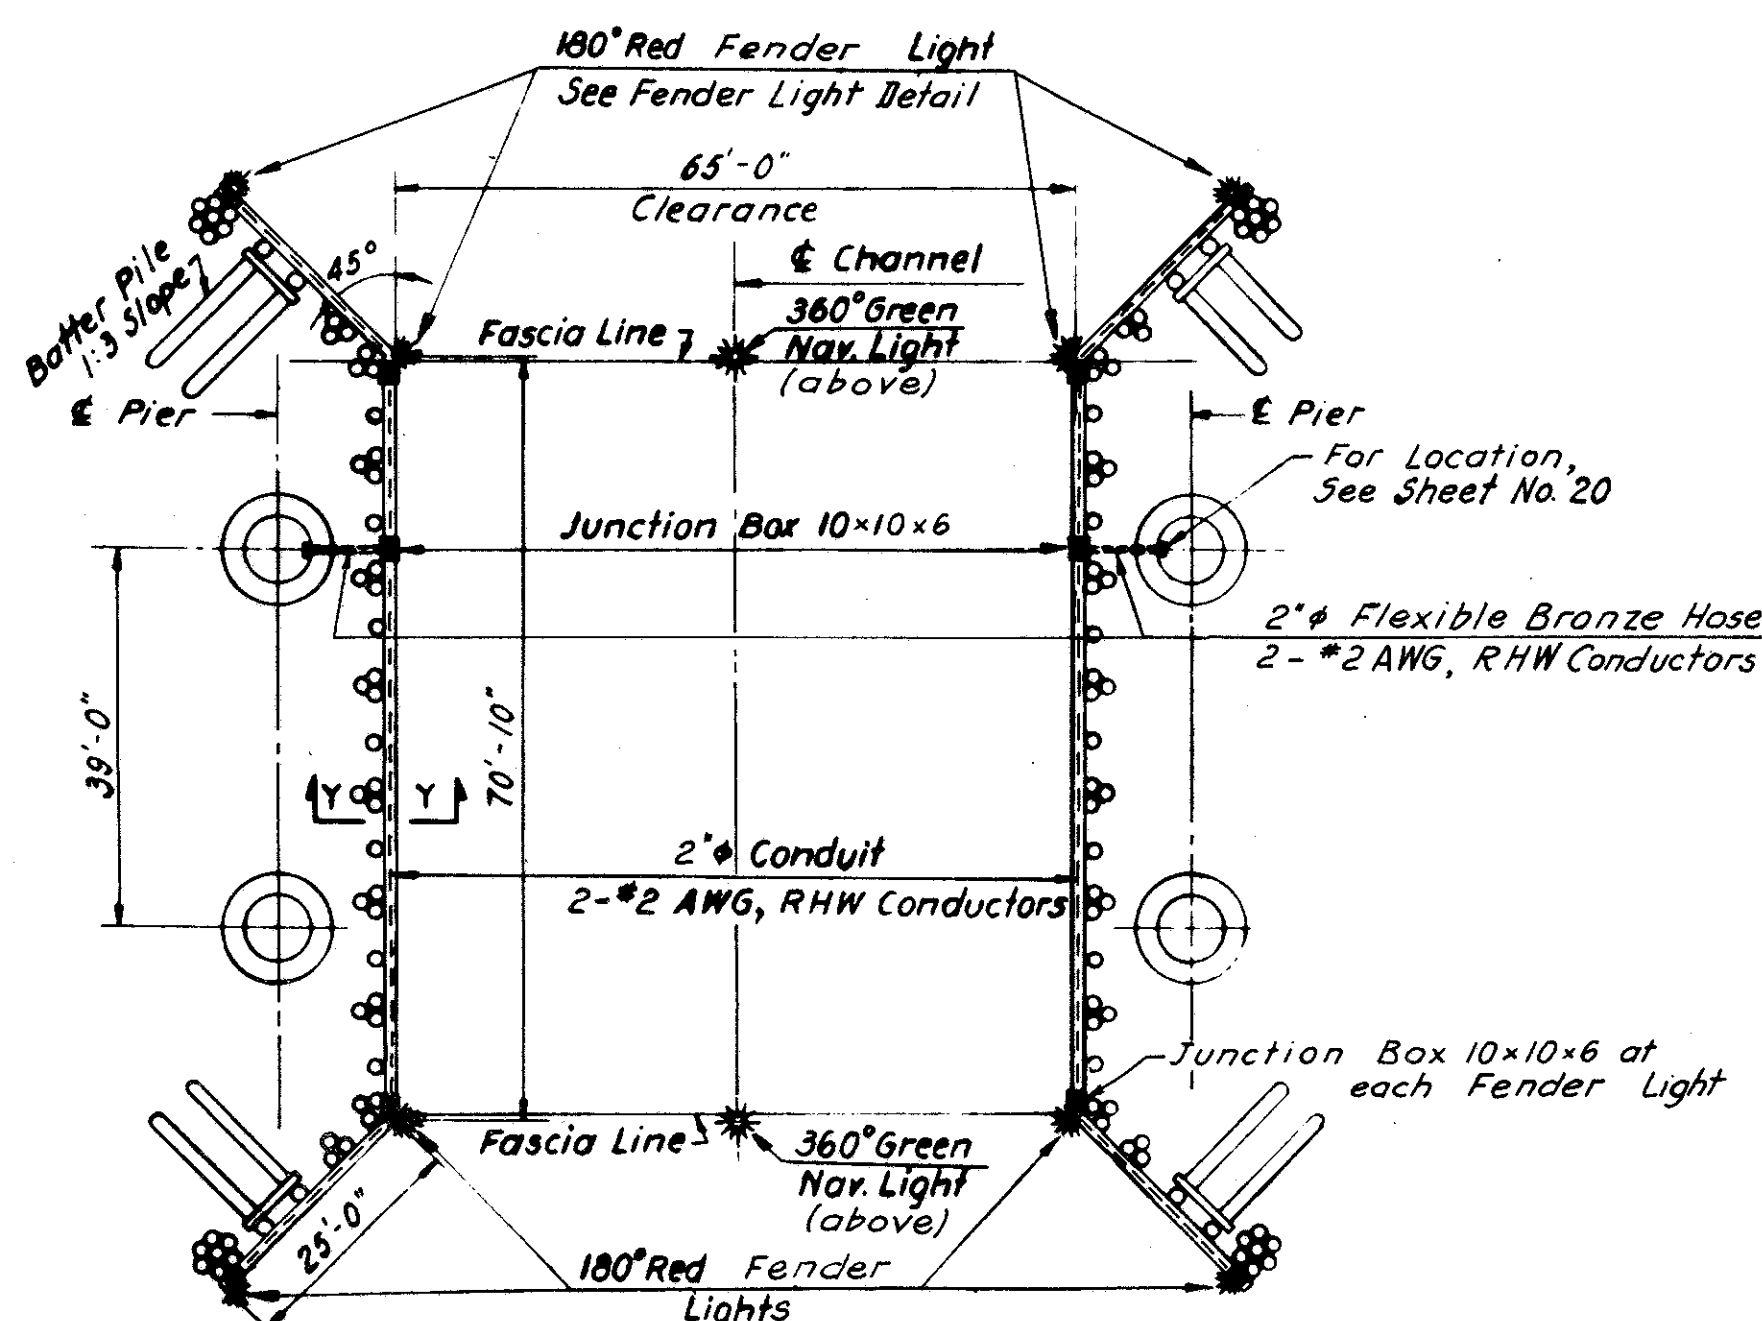 180° Red Fender Light
See Fender Light Detail
65'-0"
Clearance
℄ Channel
45°
Batter Pile
1:3 Slope
Fascia Line
360° Green
Nav. Light
(above)
℄ Pier
℄ Pier
For Location,
See Sheet No. 20
Junction Box 10×10×6
2"φ Flexible Bronze Hose
2-#2 AWG, RHW Conductors
39'-0"
70'-10"
Y Y
2"φ Conduit
2-#2 AWG, RHW Conductors
Junction Box 10×10×6 at
each Fender Light
Fascia Line
360° Green
Nav. Light
(above)
25'-0"
180° Red Fender
Lights